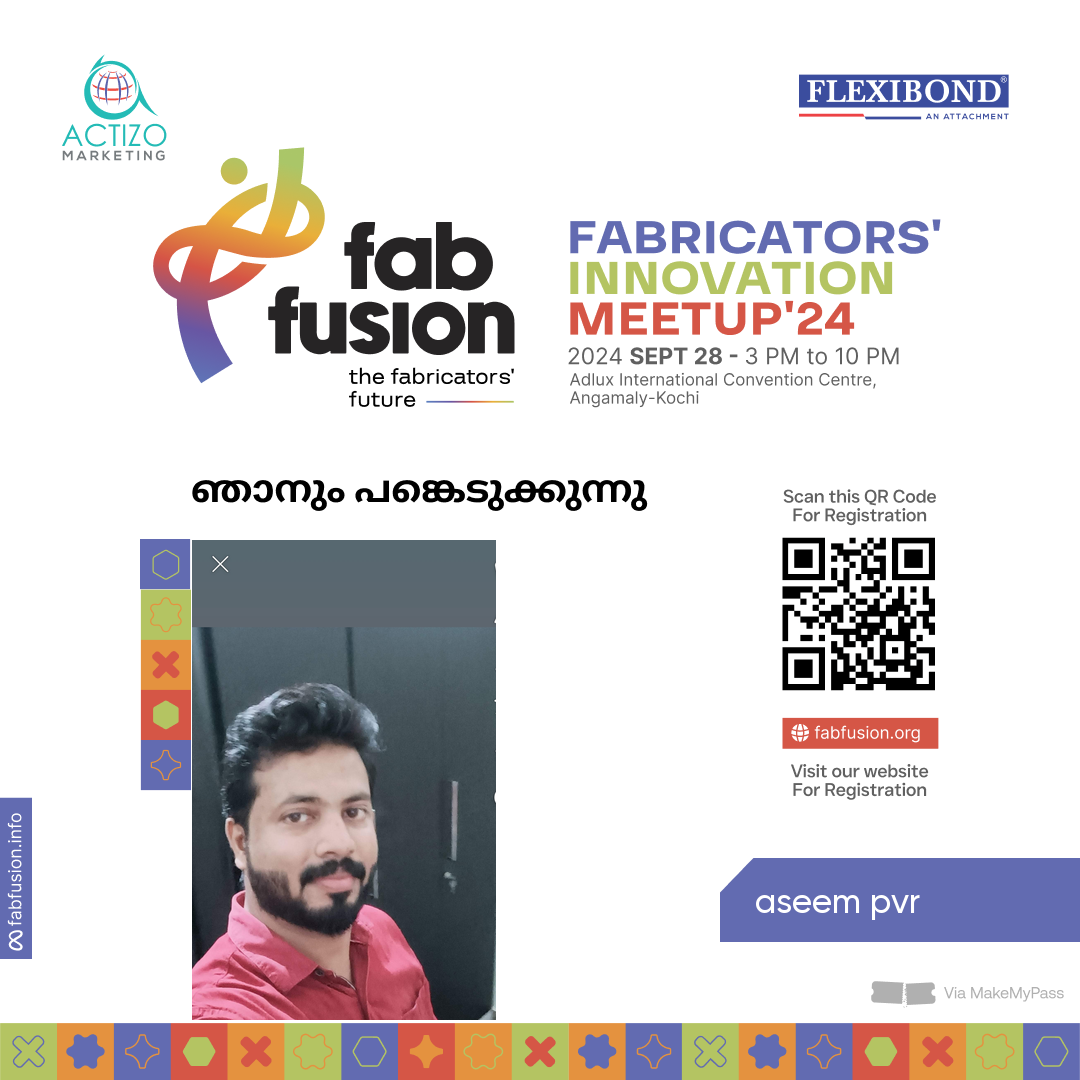 ACTIZO
MARKETING
FLEXIBOND®
AN ATTACHMENT
fab
fusion
the fabricators'
future
FABRICATORS'
INNOVATION
MEETUP'24
2024 SEPT 28 - 3 PM to 10 PM
Adlux International Convention Centre,
Angamaly-Kochi
ഞാനും പങ്കെടുക്കുന്നു
Scan this QR Code
For Registration
fabfusion.org
Visit our website
For Registration
fabfusion.info
aseem pvr
Via MakeMyPass